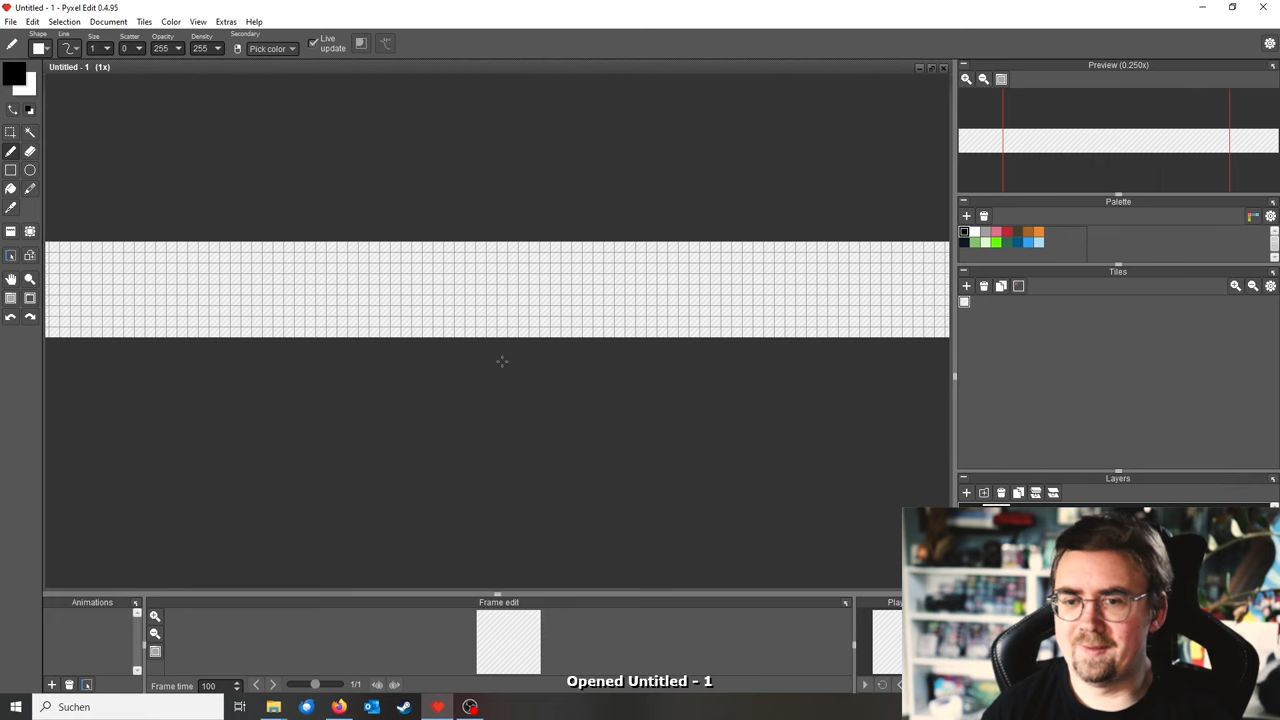 Untitled - 1 - Pyxel Edit 0.4.95
File Edit Selection Document Tiles Color View Extras Help
Shape Line Size Scatter Opacity Density Secondary
1 0 255 255 Pick color Live update
Untitled - 1 (1x)
Preview (0.250x)
Palette
Tiles
Layers
Animations
Frame edit
Play
Frame time 100
1/1
Opened Untitled - 1
Suchen